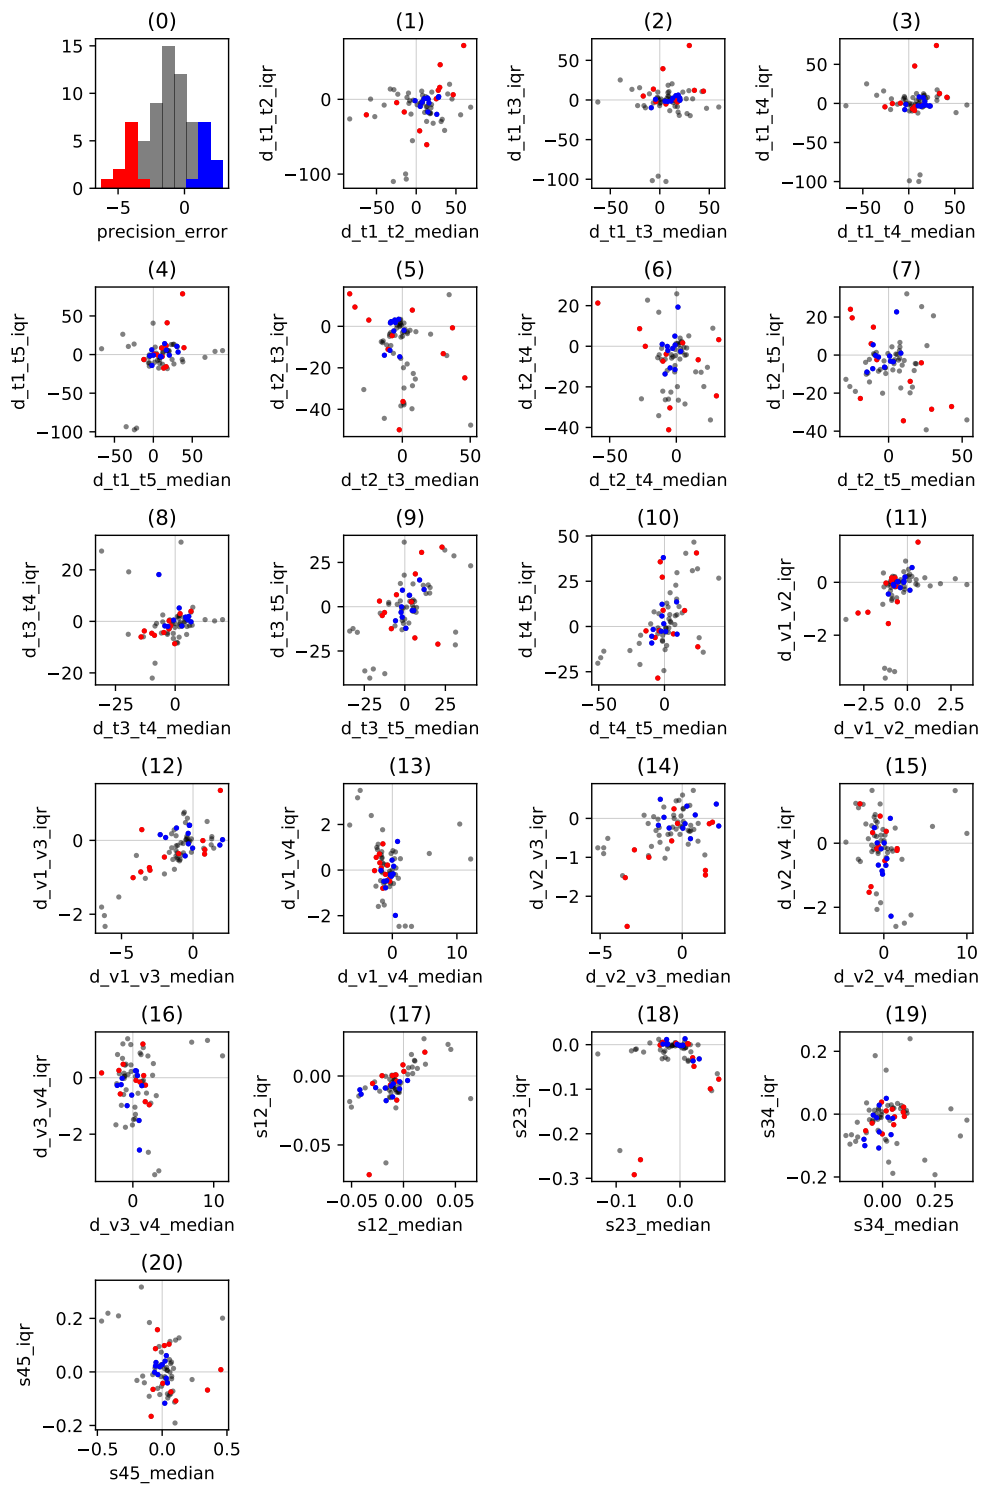 (0) (1) (2) (3)
15
10
5
0
−5 0
precision_error
d_t1_t2_iqr
0
−100
−50 0 50
d_t1_t2_median
d_t1_t3_iqr
50
0
−50
−100
−50 0 50
d_t1_t3_median
d_t1_t4_iqr
50
0
−50
−100
−50 0 50
d_t1_t4_median
(4) (5) (6) (7)
d_t1_t5_iqr
50
0
−50
−100
−50 0 50
d_t1_t5_median
d_t2_t3_iqr
0
−20
−40
0 50
d_t2_t3_median
d_t2_t4_iqr
20
0
−20
−40
−50 0
d_t2_t4_median
d_t2_t5_iqr
20
0
−20
−40
0 50
d_t2_t5_median
(8) (9) (10) (11)
d_t3_t4_iqr
20
0
−20
−25 0
d_t3_t4_median
d_t3_t5_iqr
25
0
−25
−25 0 25
d_t3_t5_median
d_t4_t5_iqr
50
25
0
−25
−50 0
d_t4_t5_median
d_v1_v2_iqr
0
−2
−2.5 0.0 2.5
d_v1_v2_median
(12) (13) (14) (15)
d_v1_v3_iqr
0
−2
−5 0
d_v1_v3_median
d_v1_v4_iqr
2
0
−2
0 10
d_v1_v4_median
d_v2_v3_iqr
0
−1
−2
−5 0
d_v2_v3_median
d_v2_v4_iqr
2
0
−2
0 10
d_v2_v4_median
(16) (17) (18) (19)
d_v3_v4_iqr
0
−2
0 10
d_v3_v4_median
s12_iqr
0.00
−0.05
−0.05 0.00 0.05
s12_median
s23_iqr
0.0
−0.1
−0.2
−0.3
−0.1 0.0
s23_median
s34_iqr
0.2
0.0
−0.2
0.00 0.25
s34_median
(20)
s45_iqr
0.2
0.0
−0.2
−0.5 0.0 0.5
s45_median